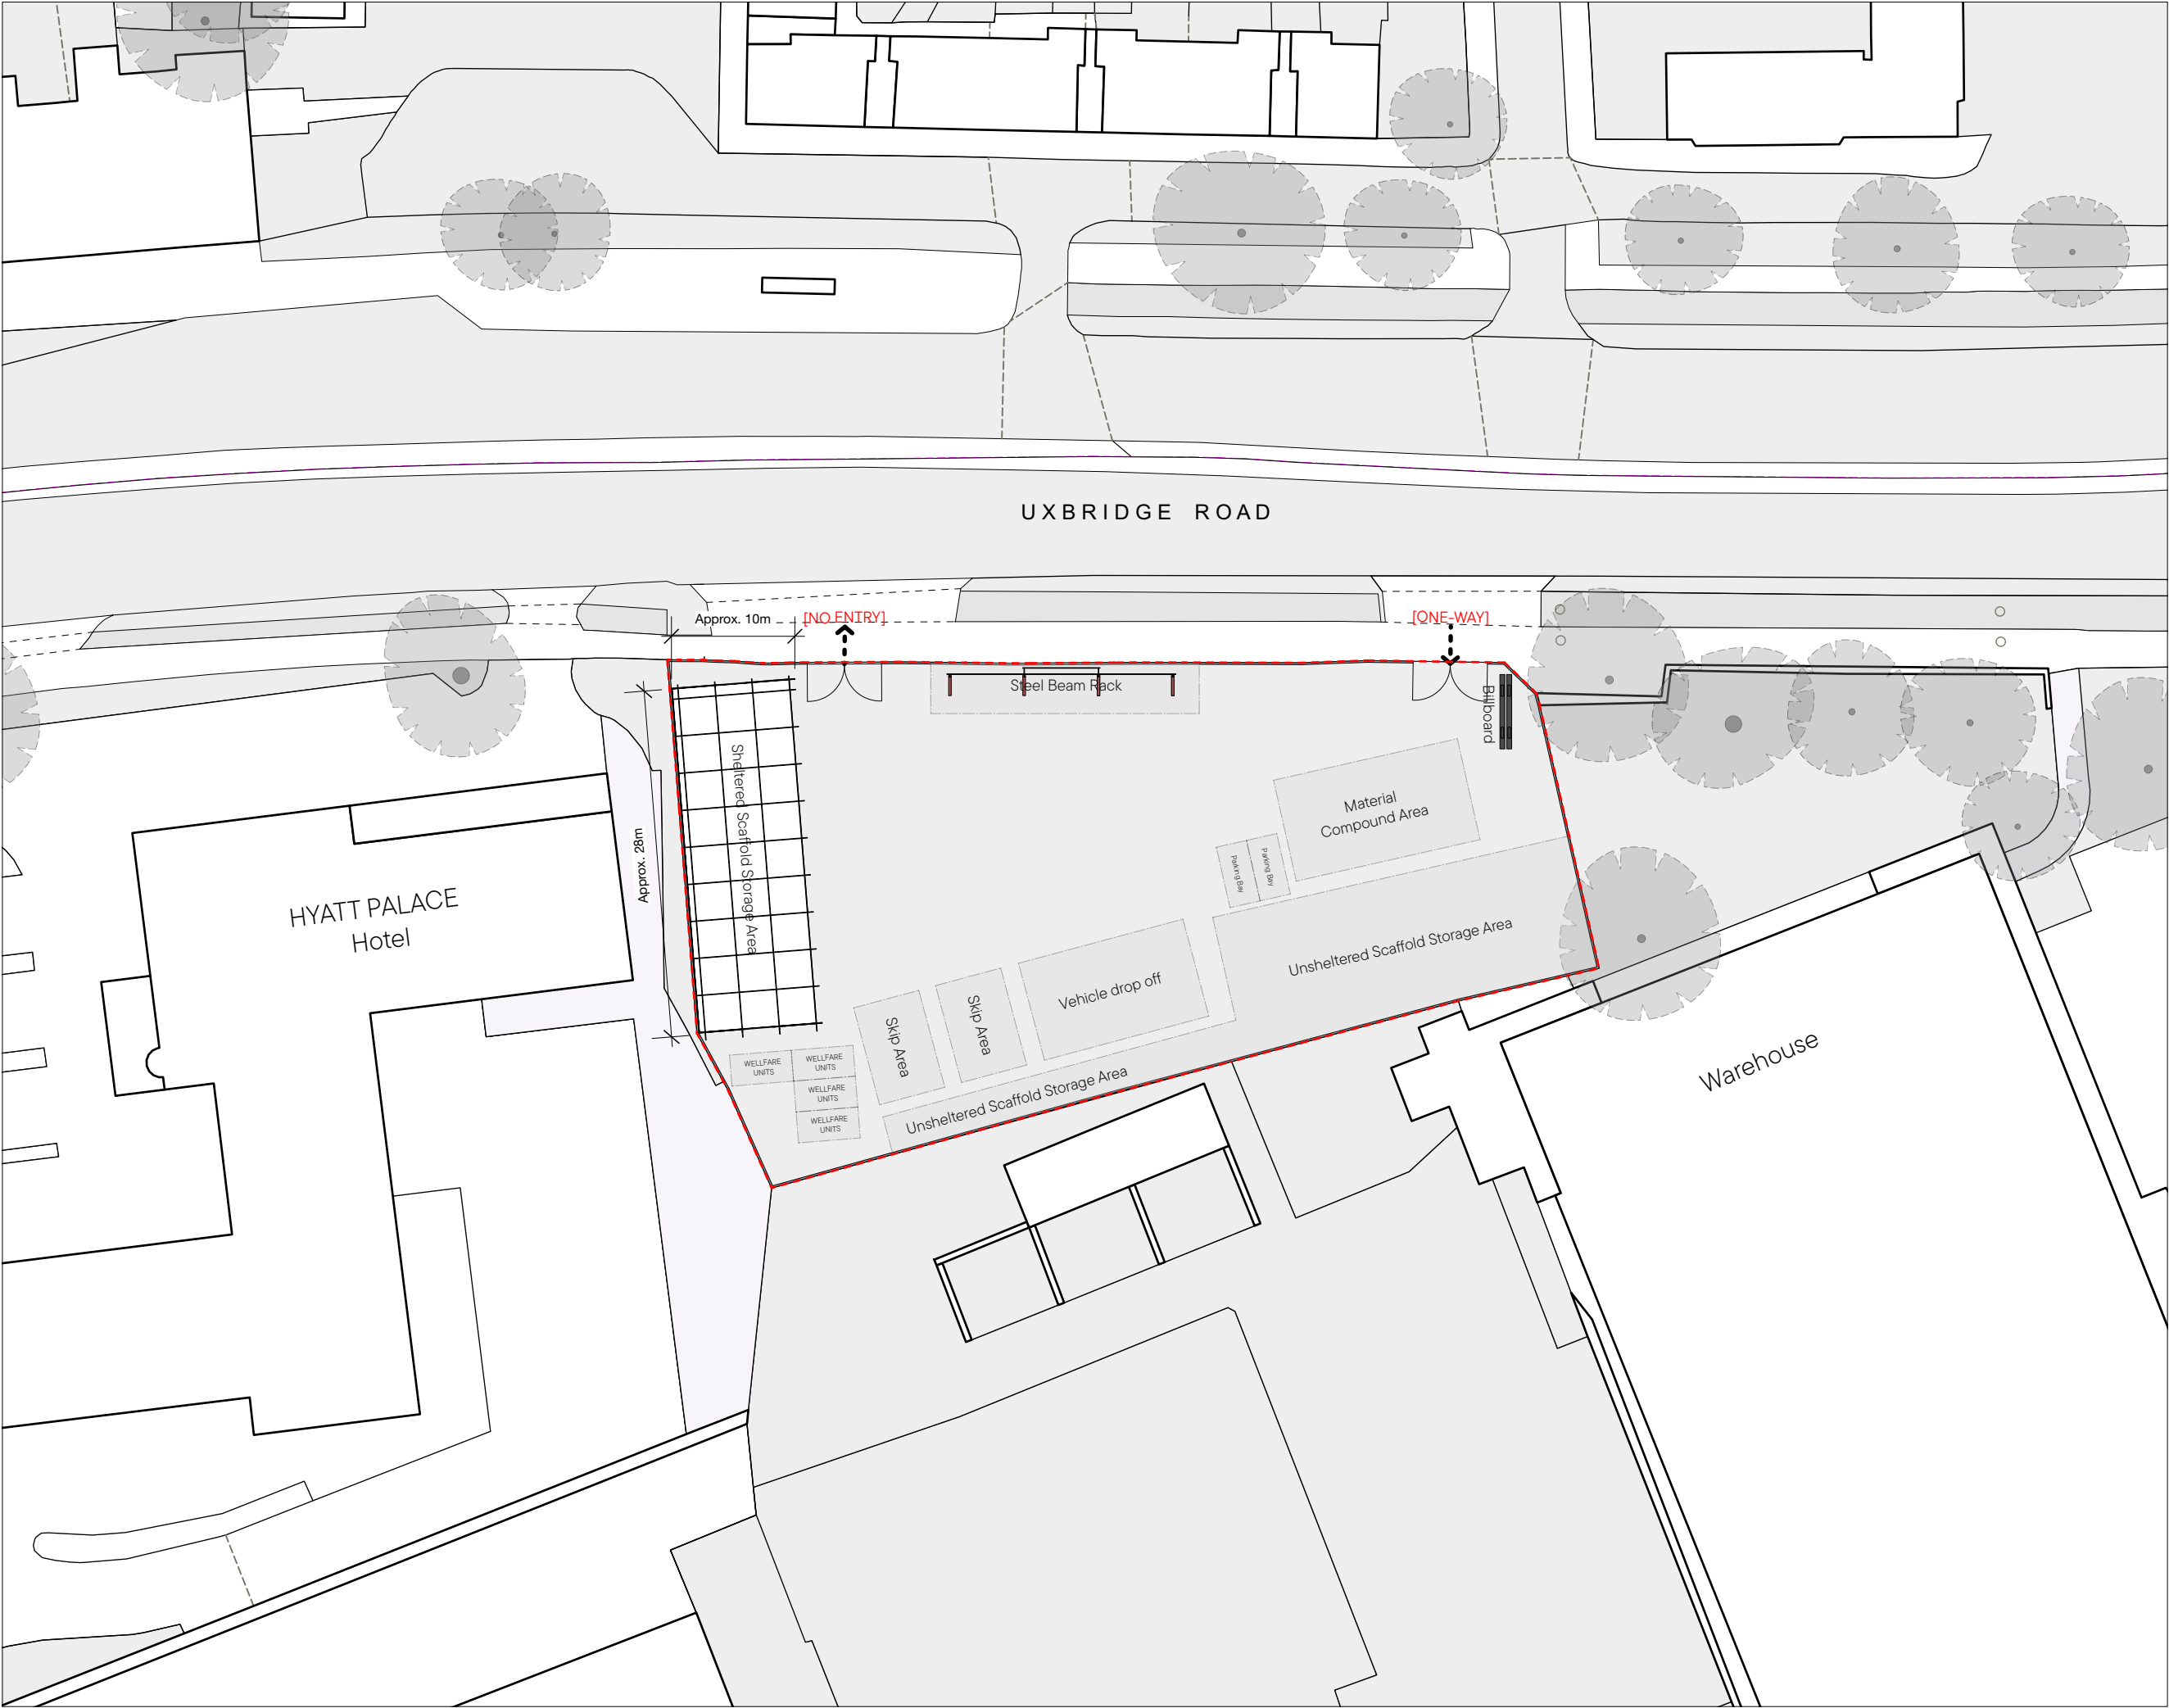 UXBRIDGE ROAD
Approx. 10m
[NO ENTRY]
[ONE-WAY]
Steel Beam Rack
Billboard
Sheltered Scaffold Storage Area
Approx. 28m
Material
Compound Area
Parking Bay
Parking Bay
HYATT PALACE
Hotel
Unsheltered Scaffold Storage Area
Vehicle drop off
Skip Area
Skip Area
WELLFARE
UNITS
WELLFARE
UNITS
WELLFARE
UNITS
WELLFARE
UNITS
Unsheltered Scaffold Storage Area
Warehouse